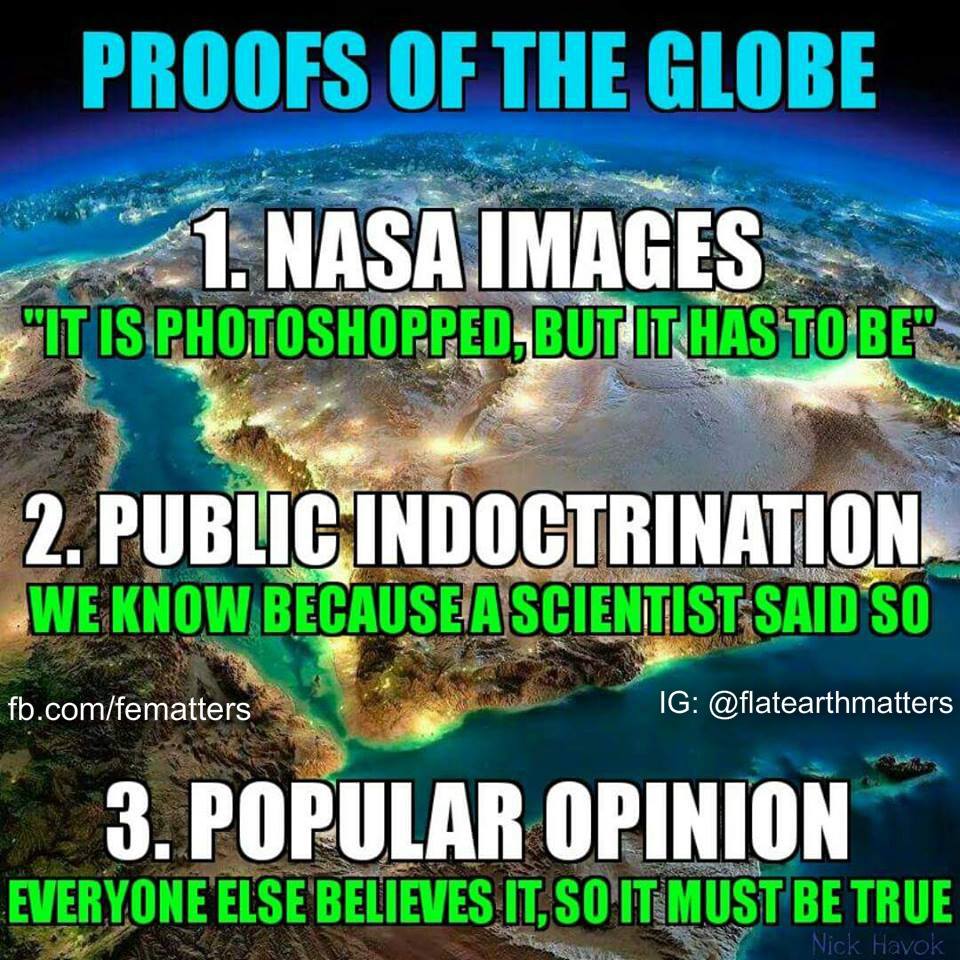 PROOFS OF THE GLOBE
1. NASA IMAGES
"IT IS PHOTOSHOPPED, BUT IT HAS TO BE"
2. PUBLIC INDOCTRINATION
WE KNOW BECAUSE A SCIENTIST SAID SO
fb.com/fematters
IG: @flatearthmatters
3. POPULAR OPINION
EVERYONE ELSE BELIEVES IT, SO IT MUST BE TRUE
Nick Havok